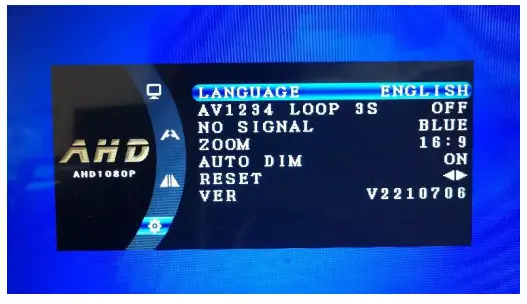 AHD
AHD1080P
LANGUAGE ENGLISH
AV1234 LOOP 3S OFF
NO SIGNAL BLUE
ZOOM 16:9
AUTO DIM ON
RESET
VER V2210706